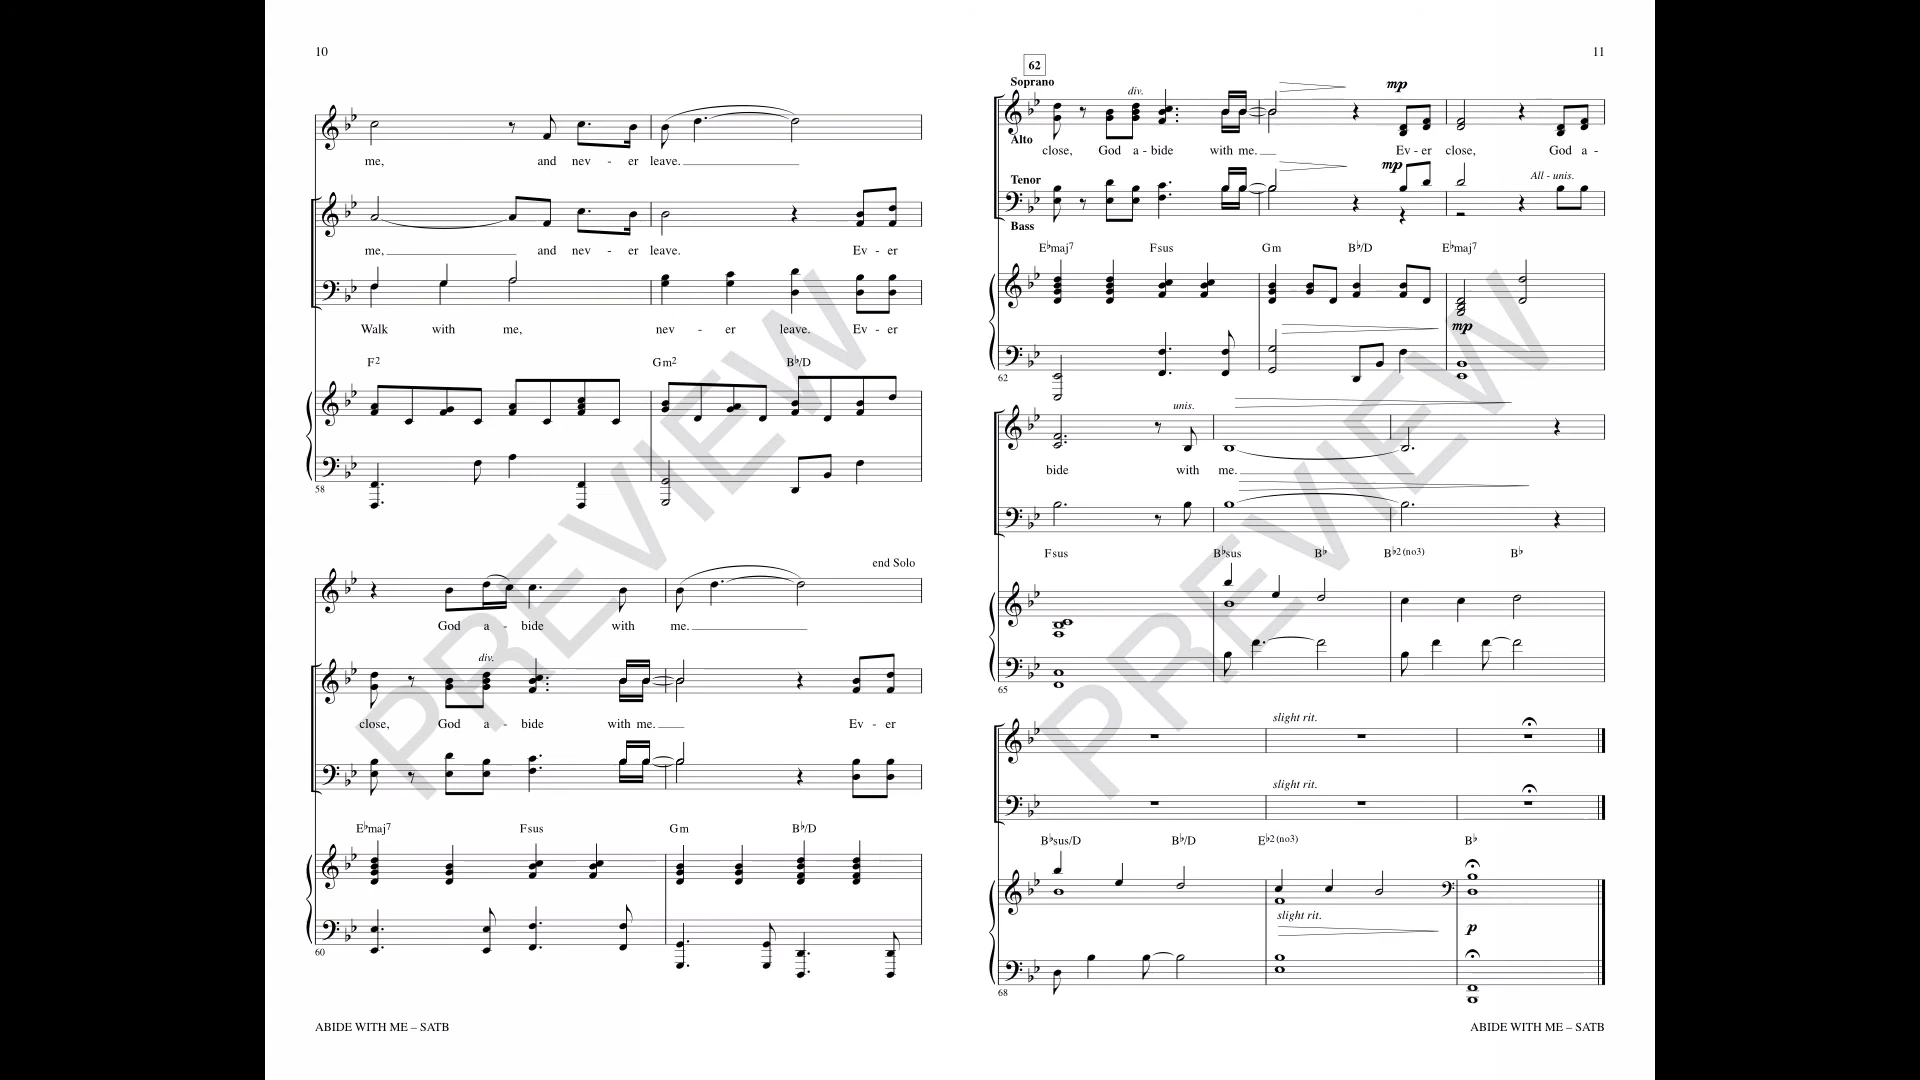 10
me, and nev - er leave.
me, and nev - er leave. Ev - er
Walk with me, nev - er leave. Ev - er
F2 Gm2 B♭/D
58
end Solo
God a - bide with me.
div.
close, God a - bide with me. Ev - er
E♭maj7 Fsus Gm B♭/D
60
ABIDE WITH ME – SATB
11
62
Soprano
div. mp
Alto
close, God a - bide with me. Ev - er close, God a -
mp
Tenor All - unis.
Bass
E♭maj7 Fsus Gm B♭/D E♭maj7
mp
62
unis.
bide with me.
Fsus B♭sus B♭ B♭2(no3) B♭
65
slight rit.
slight rit.
B♭sus/D B♭/D E♭2(no3) B♭
slight rit.
p
68
ABIDE WITH ME – SATB
PREVIEW
PREVIEW